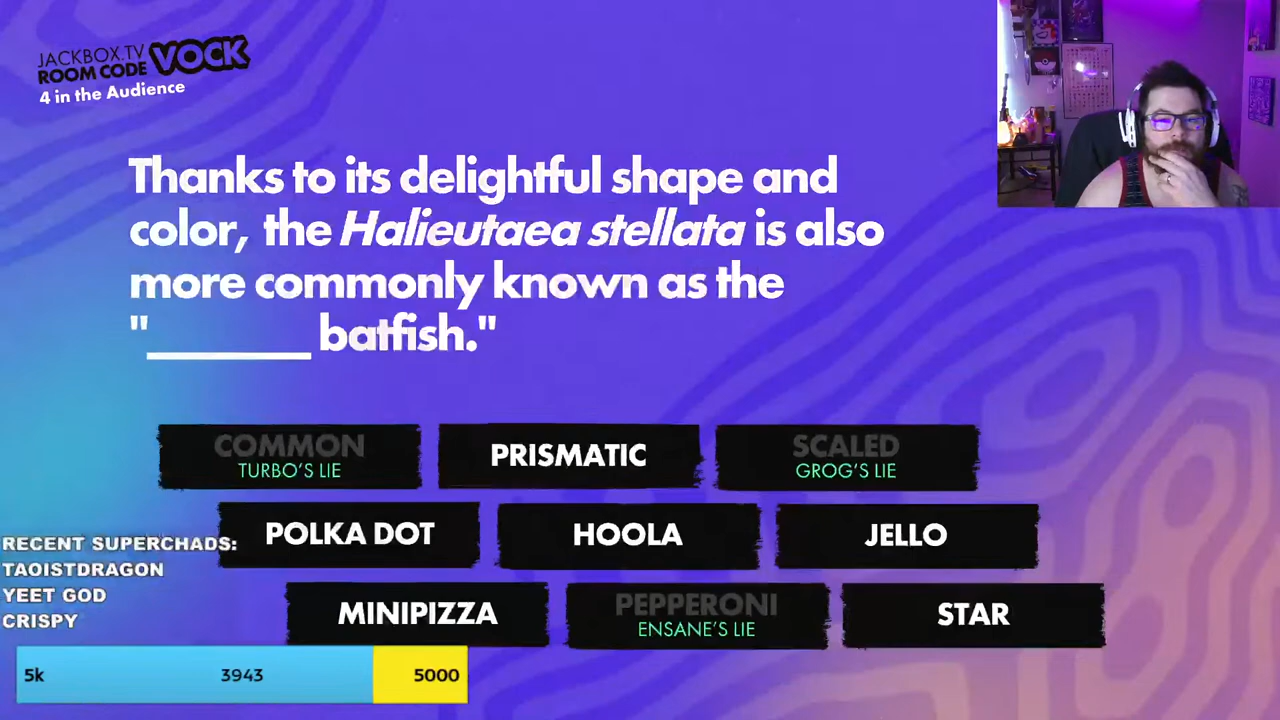 JACKBOX.TV
ROOM CODE VOCK
4 in the Audience
Thanks to its delightful shape and
color, the Halieutaea stellata is also
more commonly known as the
"_______ batfish."
COMMON
TURBO'S LIE
PRISMATIC
SCALED
GROG'S LIE
POLKA DOT
HOOLA
JELLO
MINIPIZZA
PEPPERONI
ENSANE'S LIE
STAR
RECENT SUPERCHADS:
TAOISTDRAGON
YEET GOD
CRISPY
5k 3943 5000